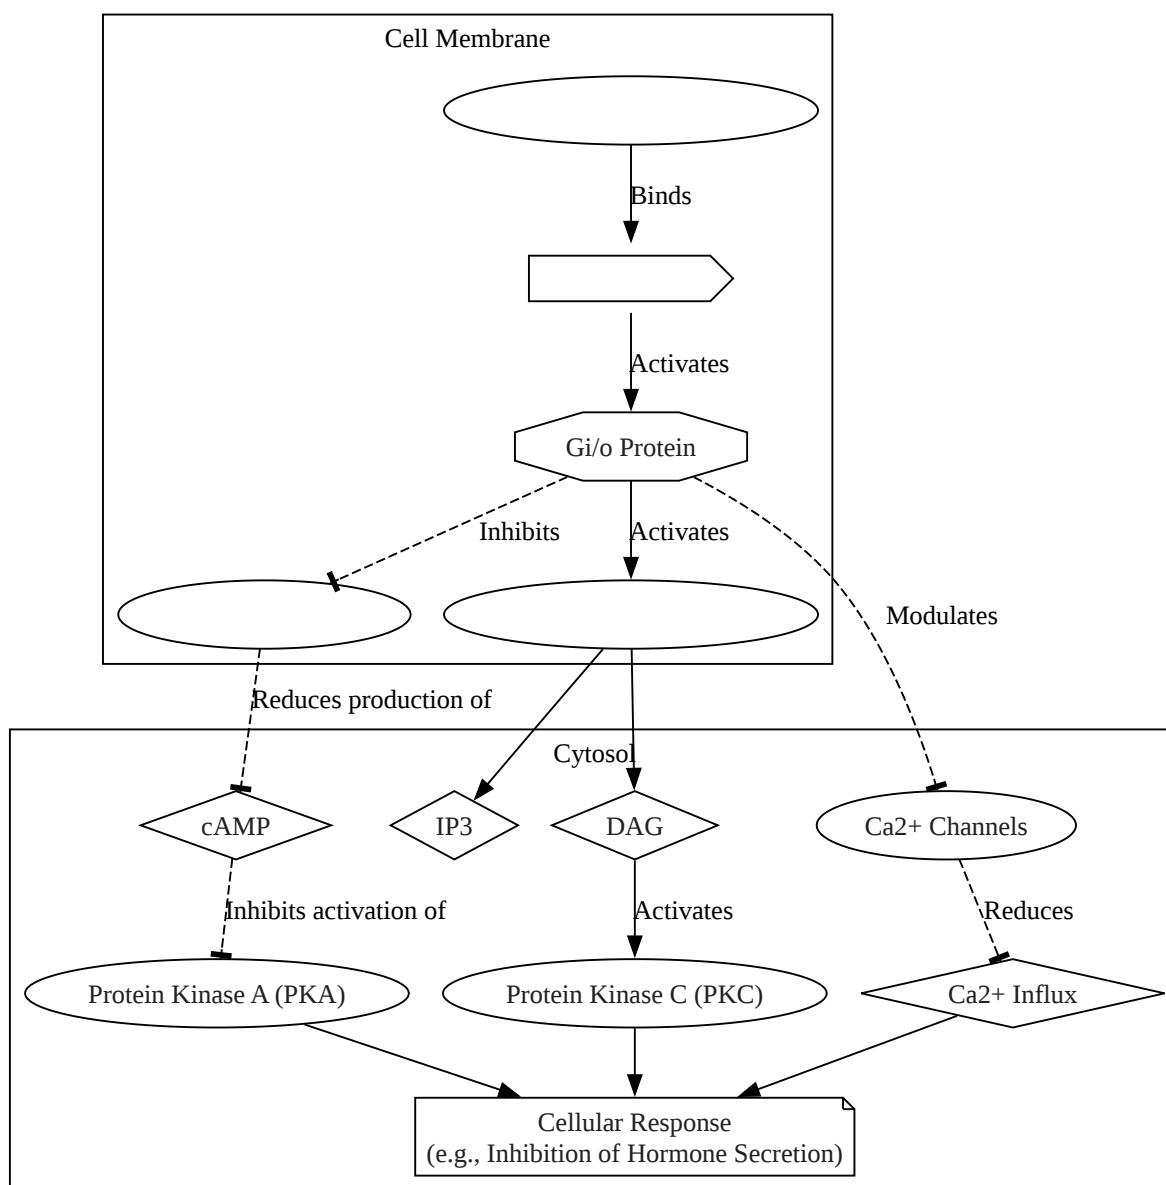 Cell Membrane
Binds
Activates
Gi/o Protein
Inhibits
Activates
Modulates
Reduces production of
Cytosol
cAMP
IP3
DAG
Ca2+ Channels
Inhibits activation of
Activates
Reduces
Protein Kinase A (PKA)
Protein Kinase C (PKC)
Ca2+ Influx
Cellular Response
(e.g., Inhibition of Hormone Secretion)